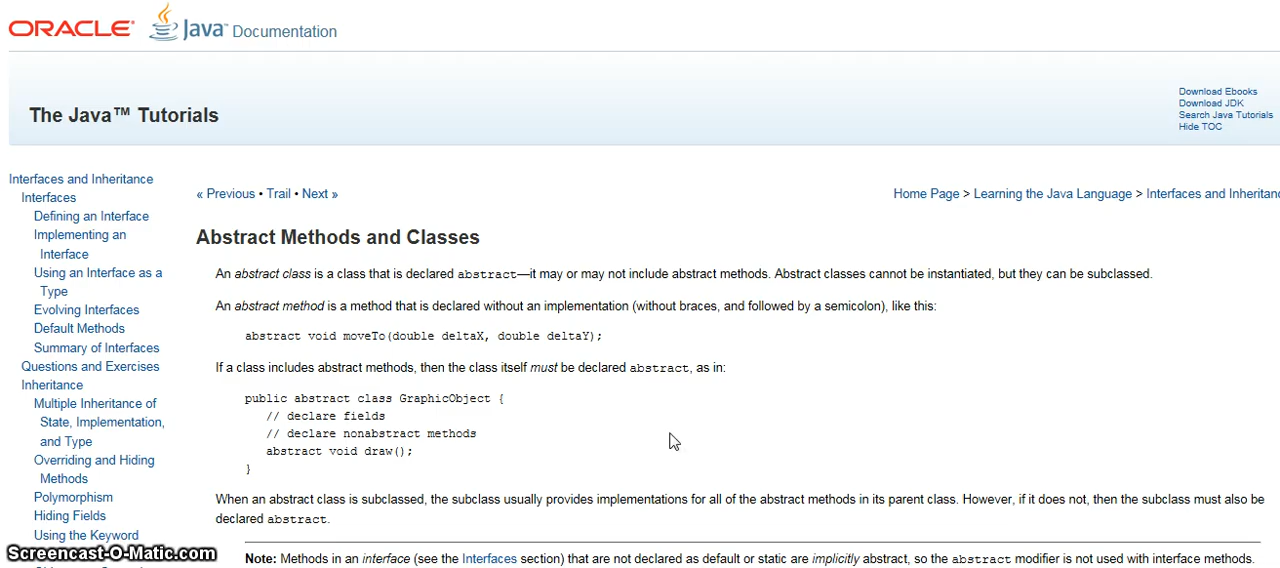 ORACLE Java™ Documentation
The Java™ Tutorials
Download Ebooks
Download JDK
Search Java Tutorials
Hide TOC
Interfaces and Inheritance
Interfaces
Defining an Interface
Implementing an
Interface
Using an Interface as a
Type
Evolving Interfaces
Default Methods
Summary of Interfaces
Questions and Exercises
Inheritance
Multiple Inheritance of
State, Implementation,
and Type
Overriding and Hiding
Methods
Polymorphism
Hiding Fields
Using the Keyword
« Previous • Trail • Next »
Home Page > Learning the Java Language > Interfaces and Inheritanc
Abstract Methods and Classes
An abstract class is a class that is declared abstract—it may or may not include abstract methods. Abstract classes cannot be instantiated, but they can be subclassed.
An abstract method is a method that is declared without an implementation (without braces, and followed by a semicolon), like this:
abstract void moveTo(double deltaX, double deltaY);
If a class includes abstract methods, then the class itself must be declared abstract, as in:
public abstract class GraphicObject {
// declare fields
// declare nonabstract methods
abstract void draw();
}
When an abstract class is subclassed, the subclass usually provides implementations for all of the abstract methods in its parent class. However, if it does not, then the subclass must also be
declared abstract.
Note: Methods in an interface (see the Interfaces section) that are not declared as default or static are implicitly abstract, so the abstract modifier is not used with interface methods.
Screencast-O-Matic.com